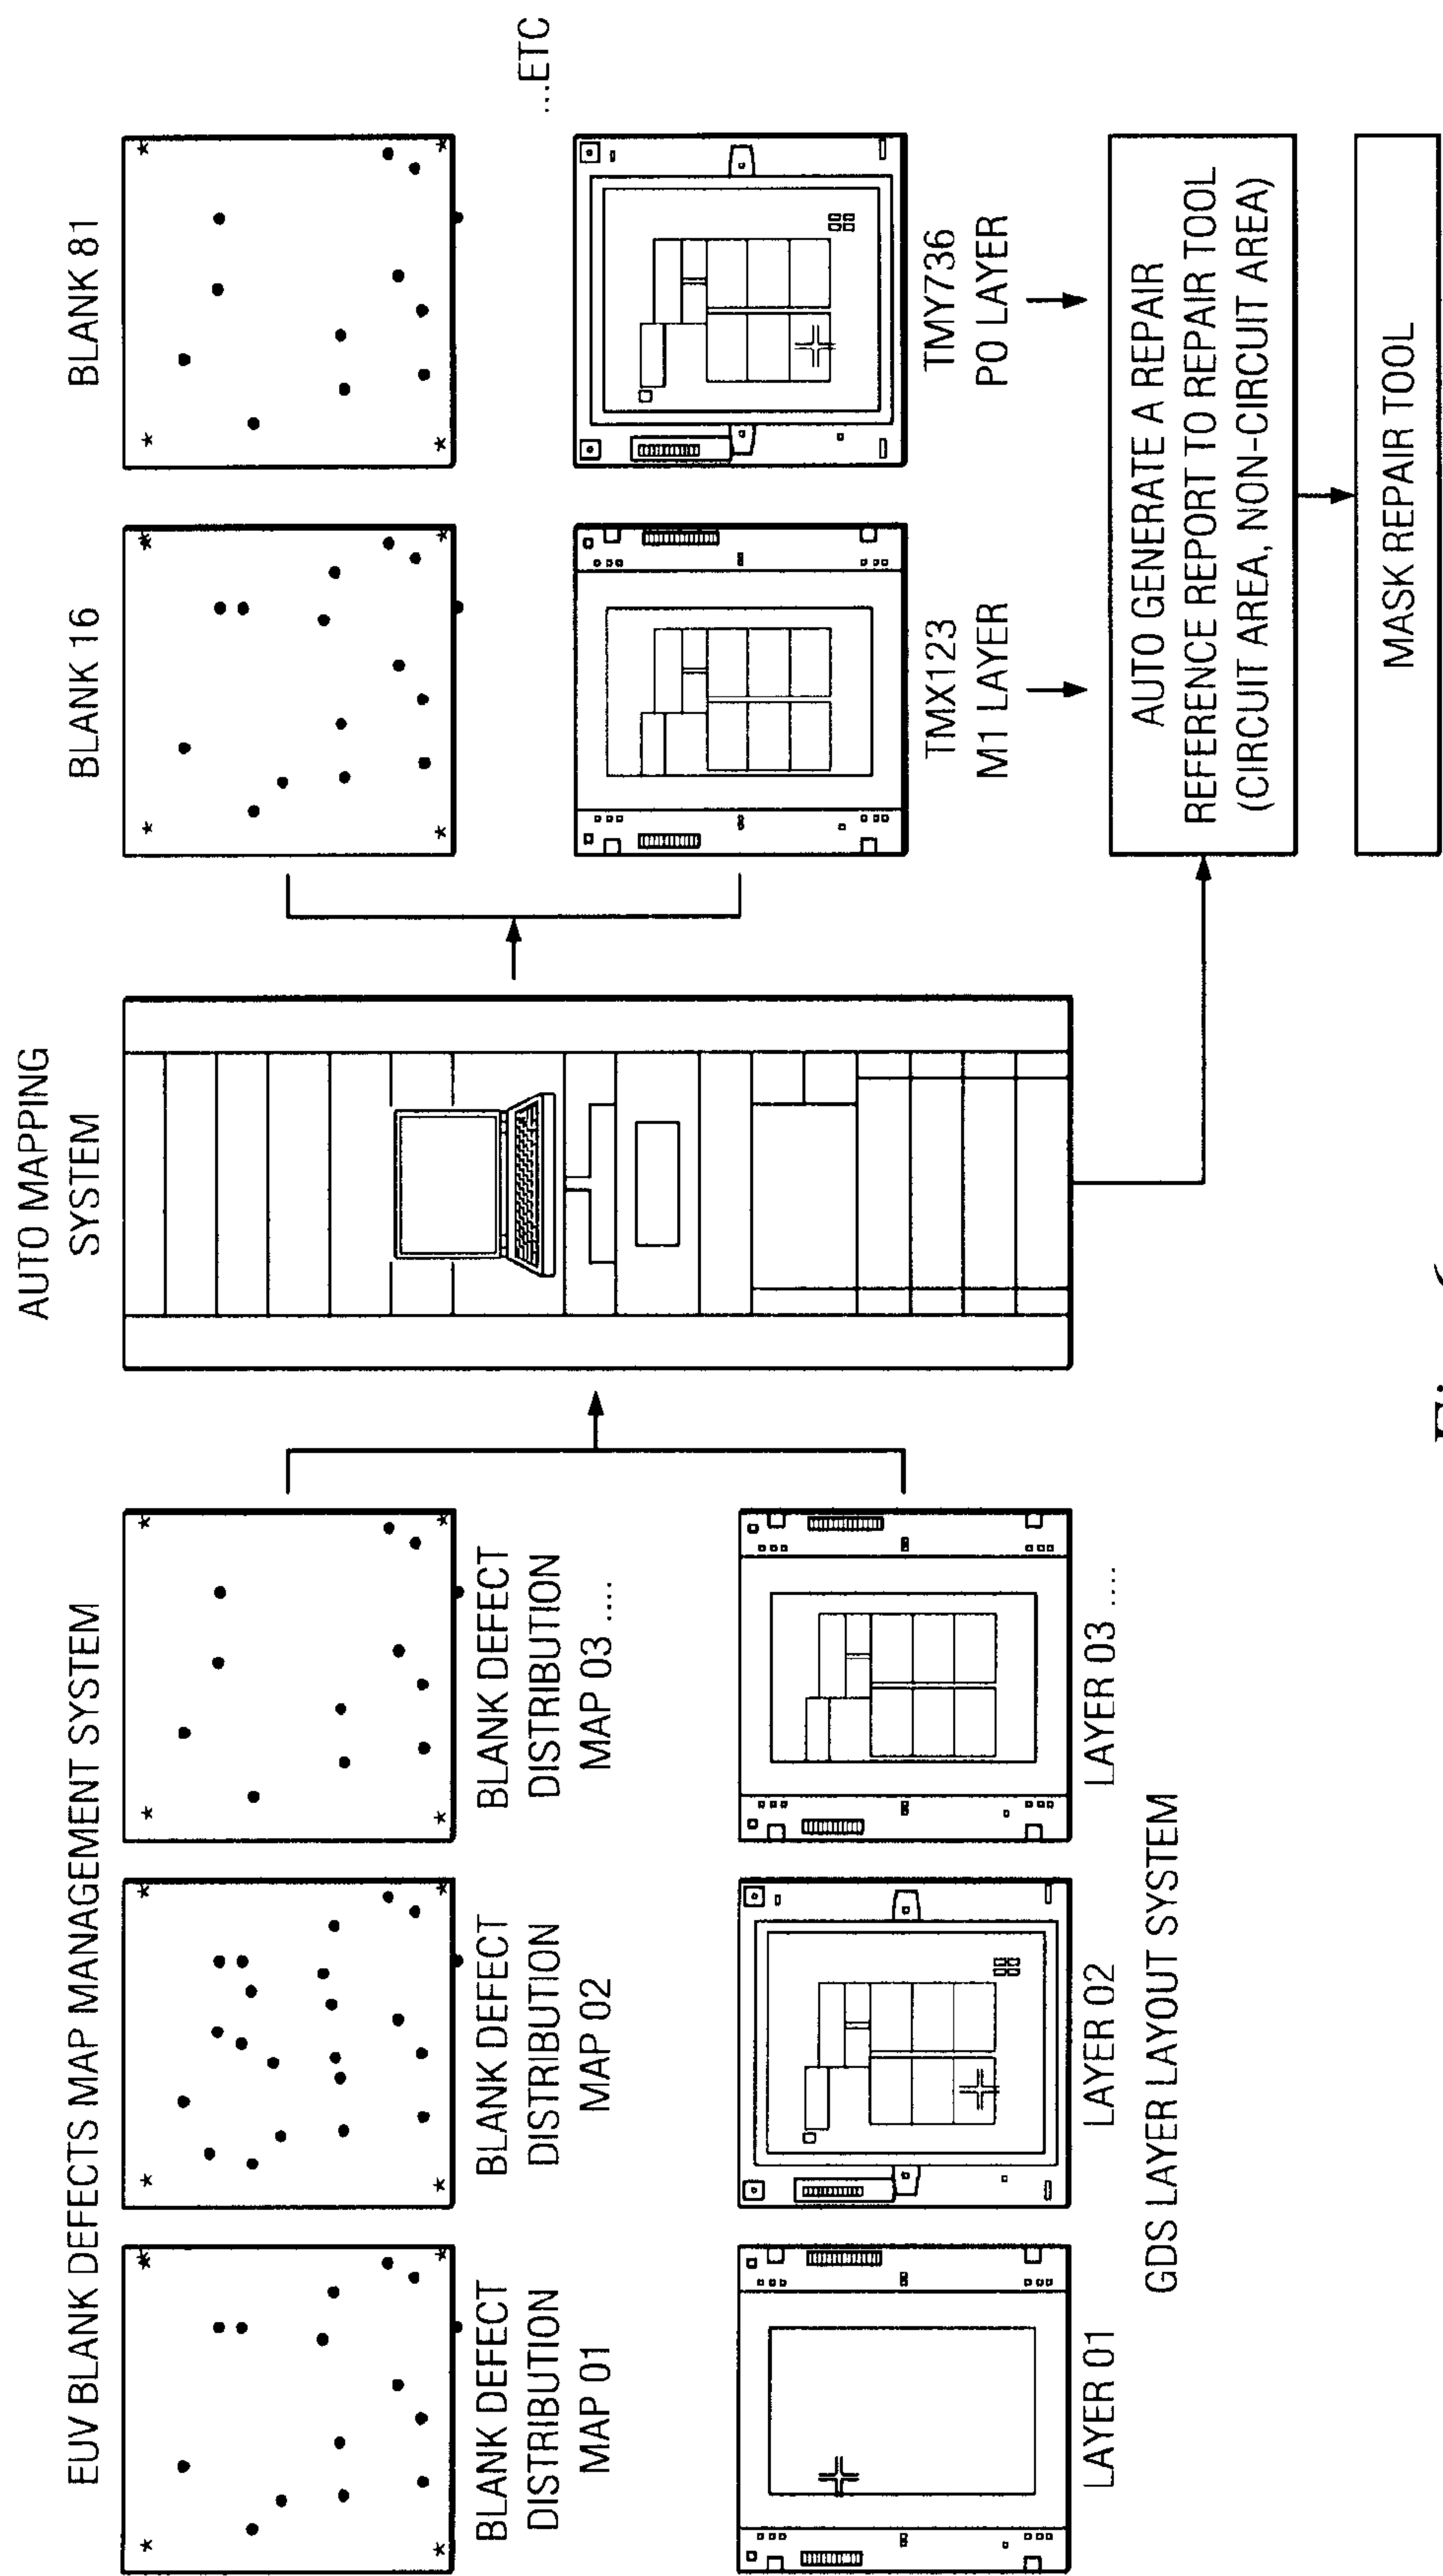 EUV BLANK DEFECTS MAP MANAGEMENT SYSTEM
BLANK DEFECT
DISTRIBUTION
MAP 01
BLANK DEFECT
DISTRIBUTION
MAP 02
BLANK DEFECT
DISTRIBUTION
MAP 03 ....
LAYER 01
LAYER 02
LAYER 03 ....
GDS LAYER LAYOUT SYSTEM
AUTO MAPPING
SYSTEM
BLANK 16
BLANK 81
....ETC
TMX123
M1 LAYER
TMY736
PO LAYER
AUTO GENERATE A REPAIR
REFERENCE REPORT TO REPAIR TOOL
(CIRCUIT AREA, NON-CIRCUIT AREA)
MASK REPAIR TOOL